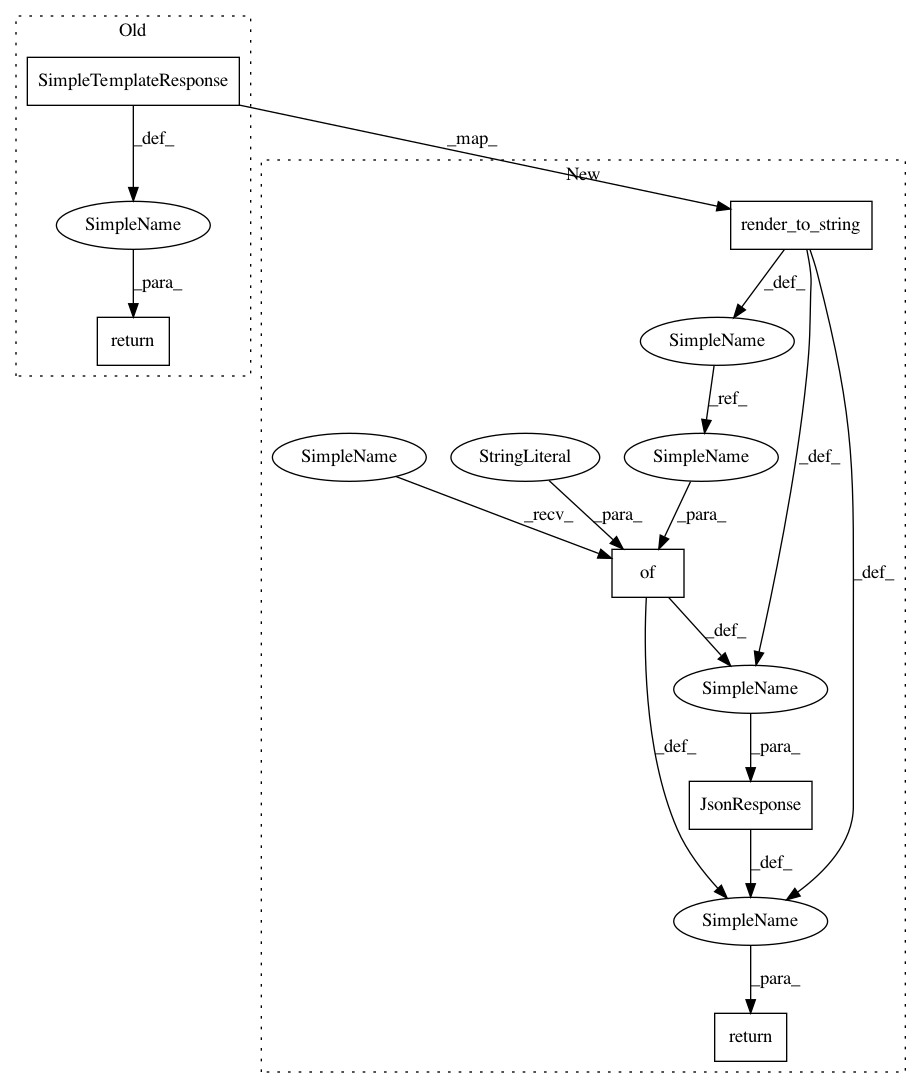 Old
SimpleTemplateResponse
_def_
_map_
New
SimpleName
render_to_string
_para_
_def_
return
SimpleName
_ref_
_def_
SimpleName
StringLiteral
SimpleName
_recv_
_para_
_para_
of
_def_
_def_
SimpleName
_def_
_para_
JsonResponse
_def_
SimpleName
_para_
return